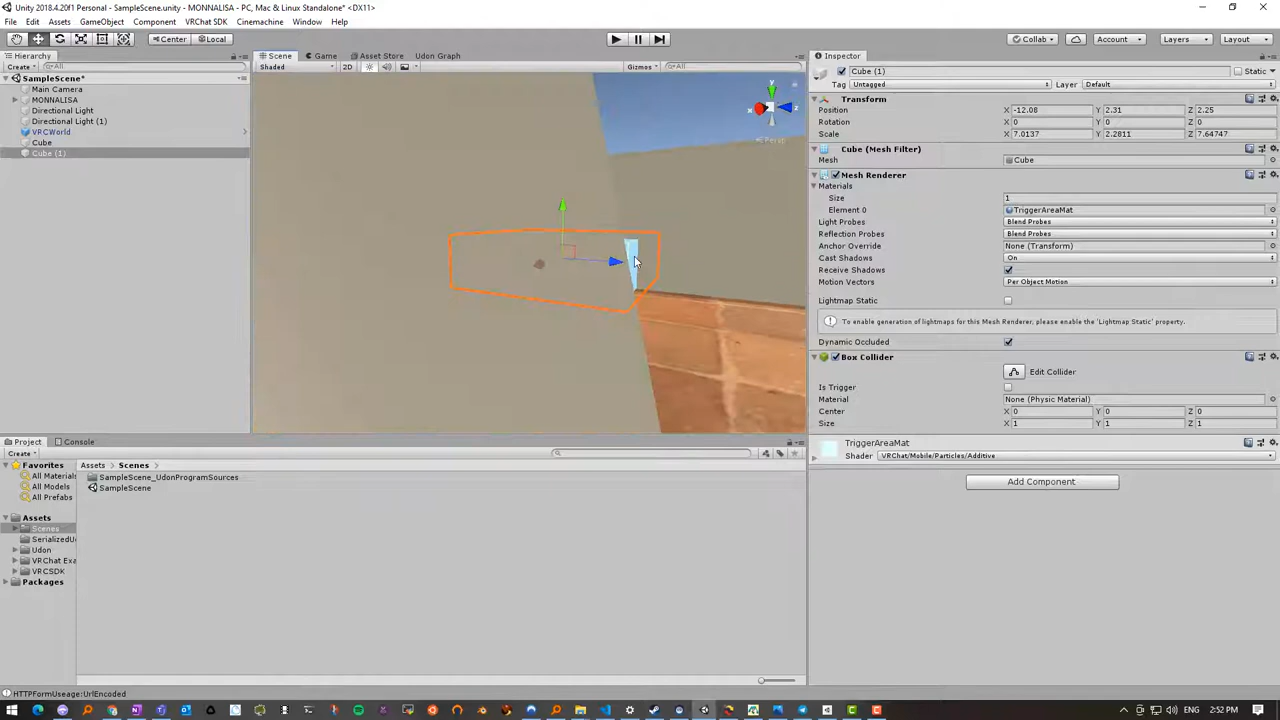 Unity 2018.4.20f1 Personal - SampleScene.unity - MONNALISA - PC, Mac & Linux Standalone* <DX11>
File Edit Assets GameObject Component VRChat SDK Cinemachine Window Help
Center Local Collab Account Layers Layout
Hierarchy Scene Game Asset Store Udon Graph Inspector
Create All Shaded 2D Gizmos All
Cube (1) Static
SampleScene*
Tag Untagged Layer Default
Main Camera
MONNALISA
Directional Light
Directional Light (1)
VRCWorld
Cube
Cube (1)
y
x z
Persp
Transform
Position X -12.08 Y 2.31 Z 2.25
Rotation X 0 Y 0 Z 0
Scale X 7.0137 Y 2.2811 Z 7.64747
Cube (Mesh Filter)
Mesh Cube
Mesh Renderer
Materials
Size 1
Element 0 TriggerAreaMat
Light Probes Blend Probes
Reflection Probes Blend Probes
Anchor Override None (Transform)
Cast Shadows On
Receive Shadows
Motion Vectors Per Object Motion
Lightmap Static
To enable generation of lightmaps for this Mesh Renderer, please enable the 'Lightmap Static' property.
Dynamic Occluded
Box Collider
Edit Collider
Is Trigger
Material None (Physic Material)
Center X 0 Y 0 Z 0
Size X 1 Y 1 Z 1
TriggerAreaMat
Shader VRChat/Mobile/Particles/Additive
Add Component
Project Console
Create
Favorites
All Materials
All Models
All Prefabs
Assets
Scenes
SerializedUd
Udon
VRChat Exa
VRCSDK
Packages
Assets Scenes
SampleScene_UdonProgramSources
SampleScene
HTTPFormUseage:UrlEncoded
ENG 2:52 PM